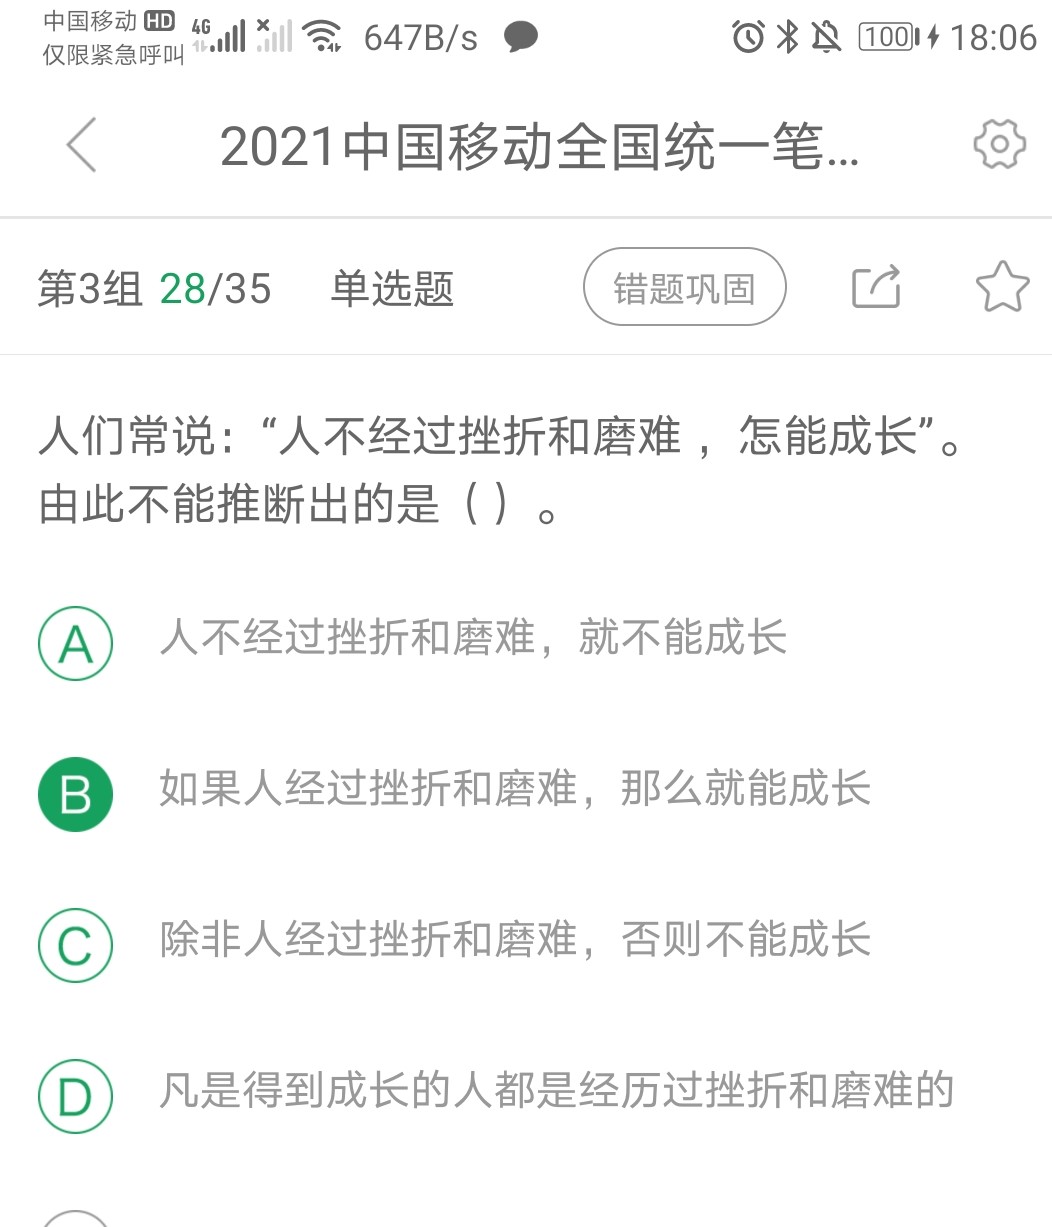 中国移动 HD 4G 647B/s 100 18:06
仅限紧急呼叫
2021中国移动全国统一笔...
第3组 28/35 单选题 错题巩固
人们常说：“人不经过挫折和磨难，怎能成长”。
由此不能推断出的是（）。
A 人不经过挫折和磨难，就不能成长
B 如果人经过挫折和磨难，那么就能成长
C 除非人经过挫折和磨难，否则不能成长
D 凡是得到成长的人都是经历过挫折和磨难的